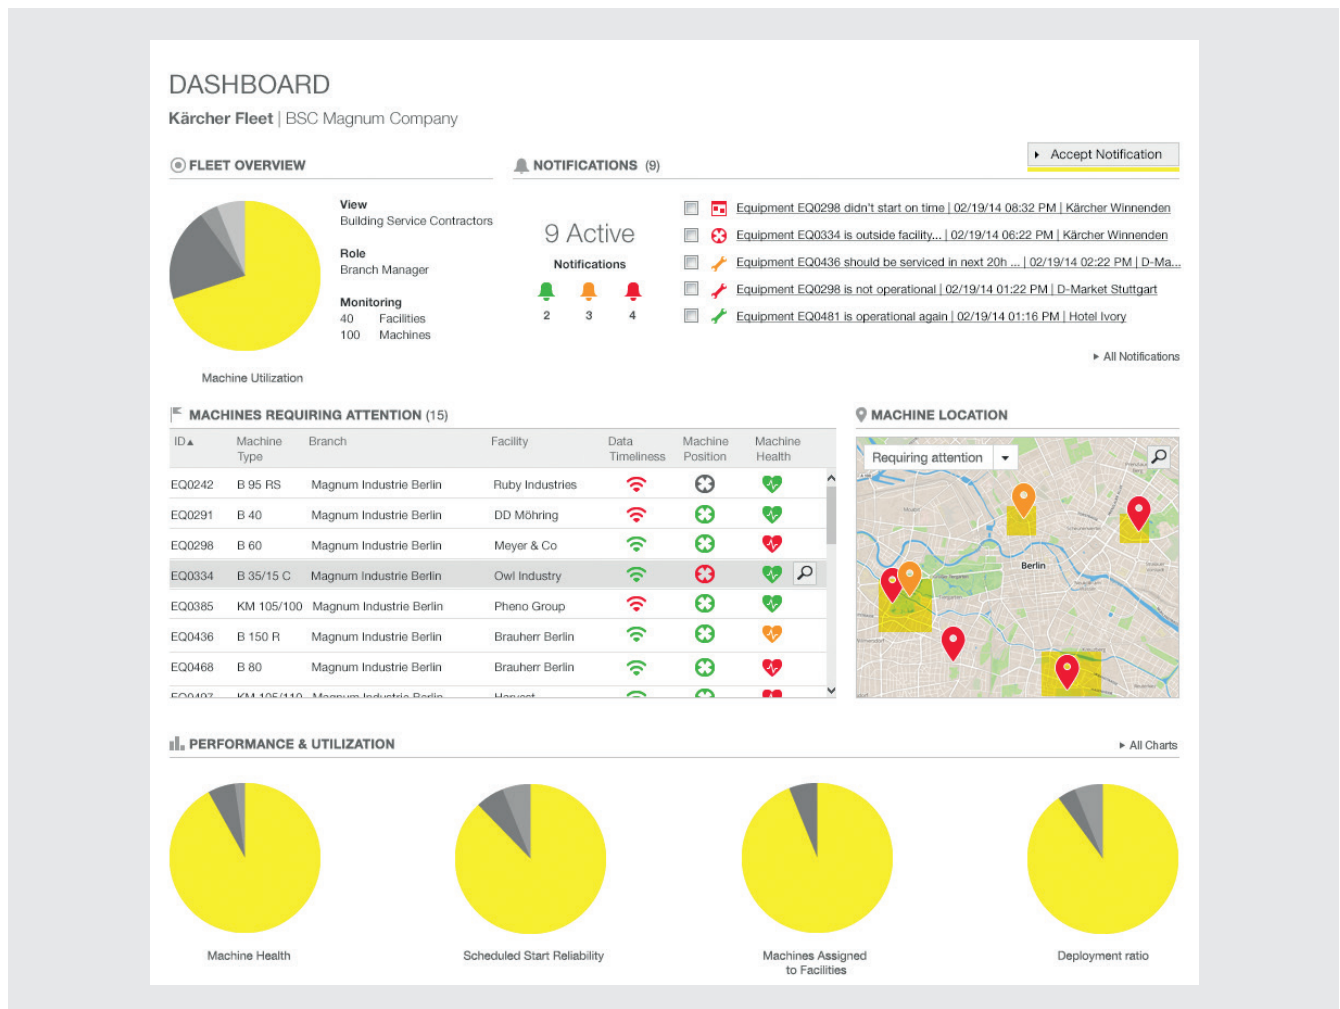 DASHBOARD
Kärcher Fleet | BSC Magnum Company
FLEET OVERVIEW
View
Building Service Contractors
Role
Branch Manager
Monitoring
40 Facilities
100 Machines
Machine Utilization
NOTIFICATIONS (9)
Accept Notification
9 Active
Notifications
2 3 4
Equipment EQ0298 didn't start on time | 02/19/14 08:32 PM | Kärcher Winnenden
Equipment EQ0334 is outside facility... | 02/19/14 06:22 PM | Kärcher Winnenden
Equipment EQ0436 should be serviced in next 20h ... | 02/19/14 02:22 PM | D-Ma...
Equipment EQ0298 is not operational | 02/19/14 01:22 PM | D-Market Stuttgart
Equipment EQ0481 is operational again | 02/19/14 01:16 PM | Hotel Ivory
All Notifications
MACHINES REQUIRING ATTENTION (15)
ID Machine Type Branch Facility Data Timeliness Machine Position Machine Health
EQ0242 B 95 RS Magnum Industrie Berlin Ruby Industries
EQ0291 B 40 Magnum Industrie Berlin DD Möhring
EQ0298 B 60 Magnum Industrie Berlin Meyer & Co
EQ0334 B 35/15 C Magnum Industrie Berlin Owl Industry
EQ0385 KM 105/100 Magnum Industrie Berlin Pheno Group
EQ0436 B 150 R Magnum Industrie Berlin Brauherr Berlin
EQ0468 B 80 Magnum Industrie Berlin Brauherr Berlin
EQ0497 KM 105/110 Magnum Industrie Berlin Harvest
MACHINE LOCATION
Requiring attention
Berlin
PERFORMANCE & UTILIZATION
All Charts
Machine Health
Scheduled Start Reliability
Machines Assigned
to Facilities
Deployment ratio